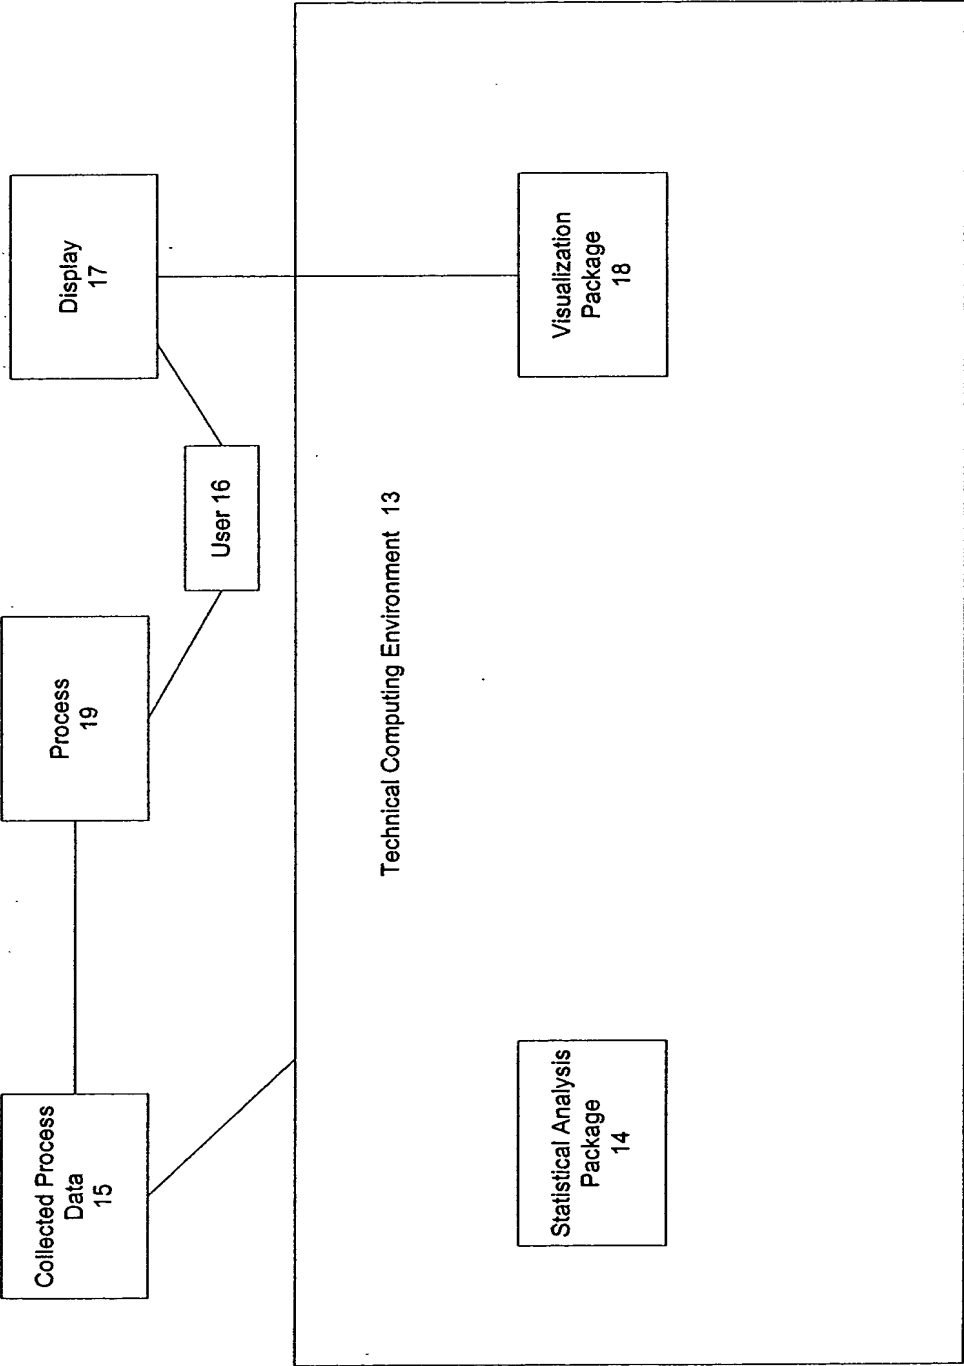 Collected Process
Data
15
Process
19
User 16
Display
17
Technical Computing Environment 13
Statistical Analysis
Package
14
Visualization
Package
18